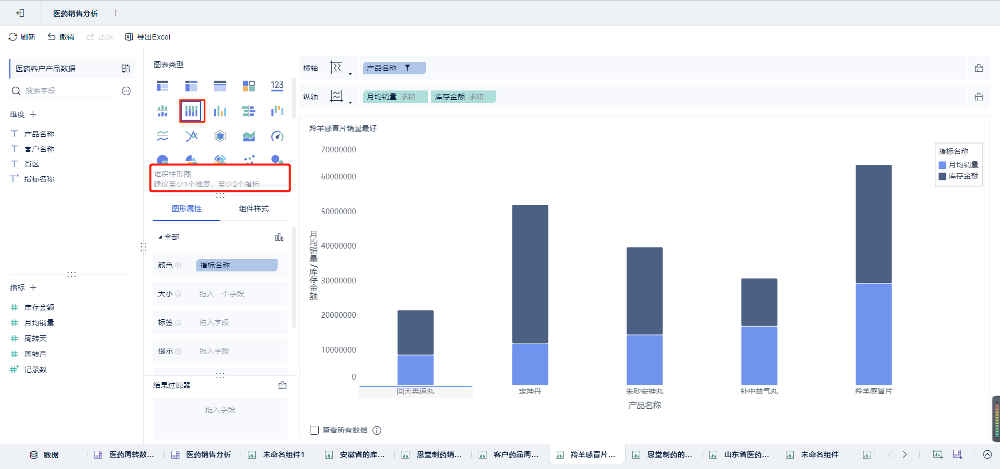 医药销售分析
刷新 撤销 还原 导出Excel
医药客户产品数据
搜索字段
维度
产品名称
客户名称
省区
指标名称
指标
库存金额
月均销量
周转天
周转月
记录数
图表类型
123
堆积柱形图
建议至少1个维度，至少2个指标
图形属性 组件样式
全部
颜色 指标名称
大小 拖入一个字段
标签 拖入字段
提示 拖入字段
结果过滤器
拖入字段
横轴 产品名称
纵轴 月均销量 求和 库存金额 求和
羚羊感冒片销量最好
70000000
60000000
50000000
40000000
30000000
20000000
10000000
0
月均销量/库存金额
回天再造丸 定坤丹 朱砂安神丸 补中益气丸 羚羊感冒片
产品名称
指标名称
月均销量
库存金额
查看所有数据
数据 医药周转数... 医药销售分析 未命名组件1 安徽省的库... 恩堂制药销... 客户药品周... 羚羊感冒片... 恩堂制药的... 山东省医药... 未命名组件